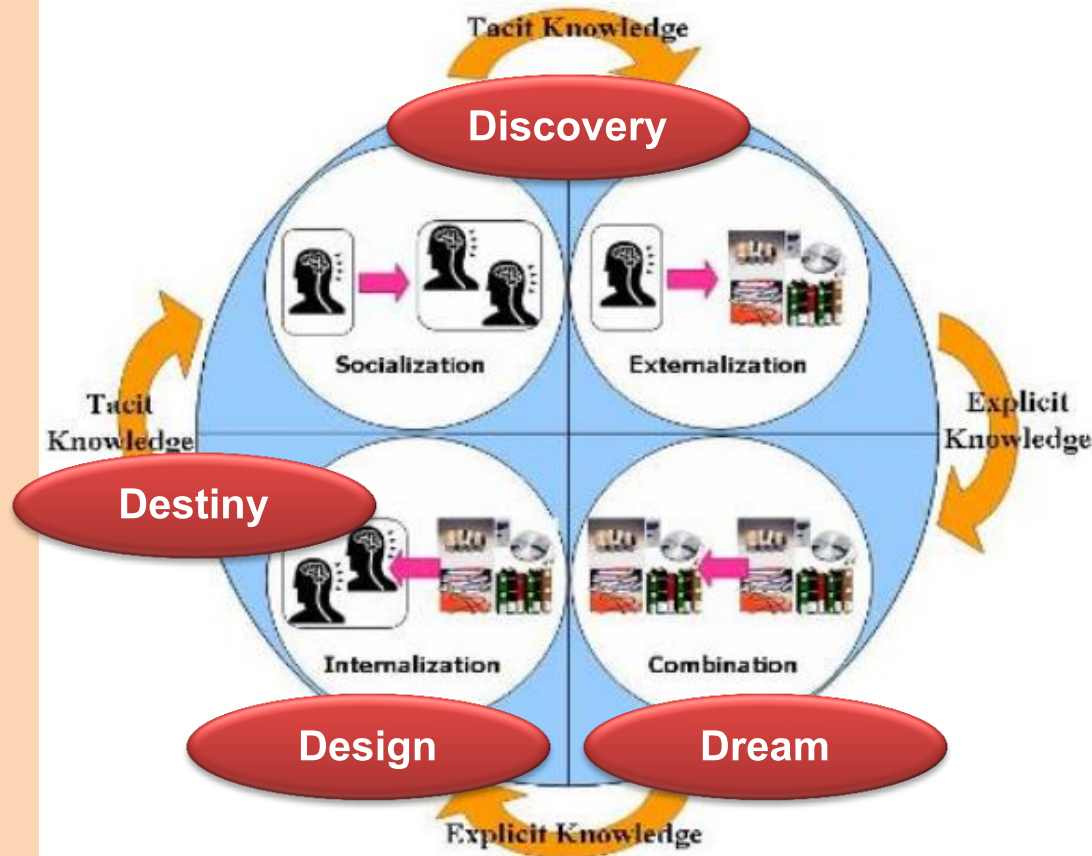 Tacit Knowledge
Discovery
Socialization
Externalization
Tacit
Knowledge
Explicit
Knowledge
Destiny
Internalization
Combination
Design
Dream
Explicit Knowledge